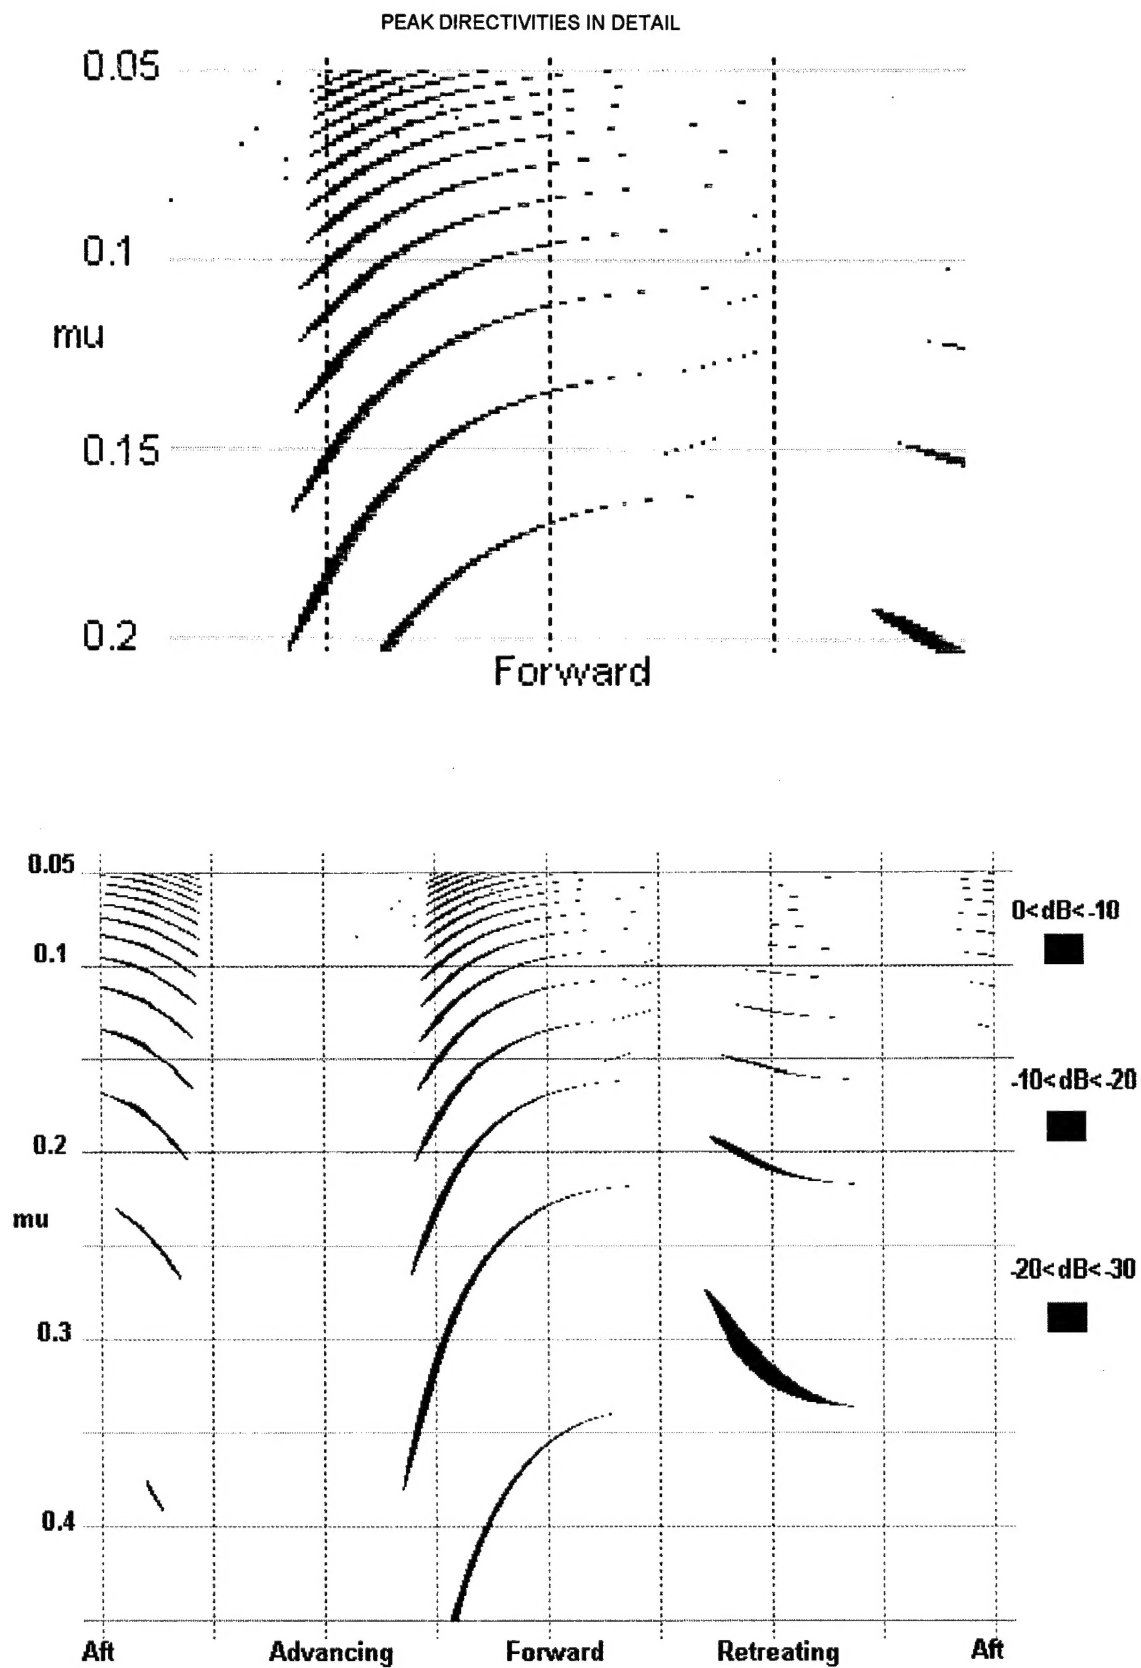 PEAK DIRECTIVITIES IN DETAIL
0.05
0.1
mu
0.15
0.2
Forward
0.05
0<dB<-10
0.1
-10<dB<-20
0.2
mu
-20<dB<-30
0.3
0.4
Aft Advancing Forward Retreating Aft